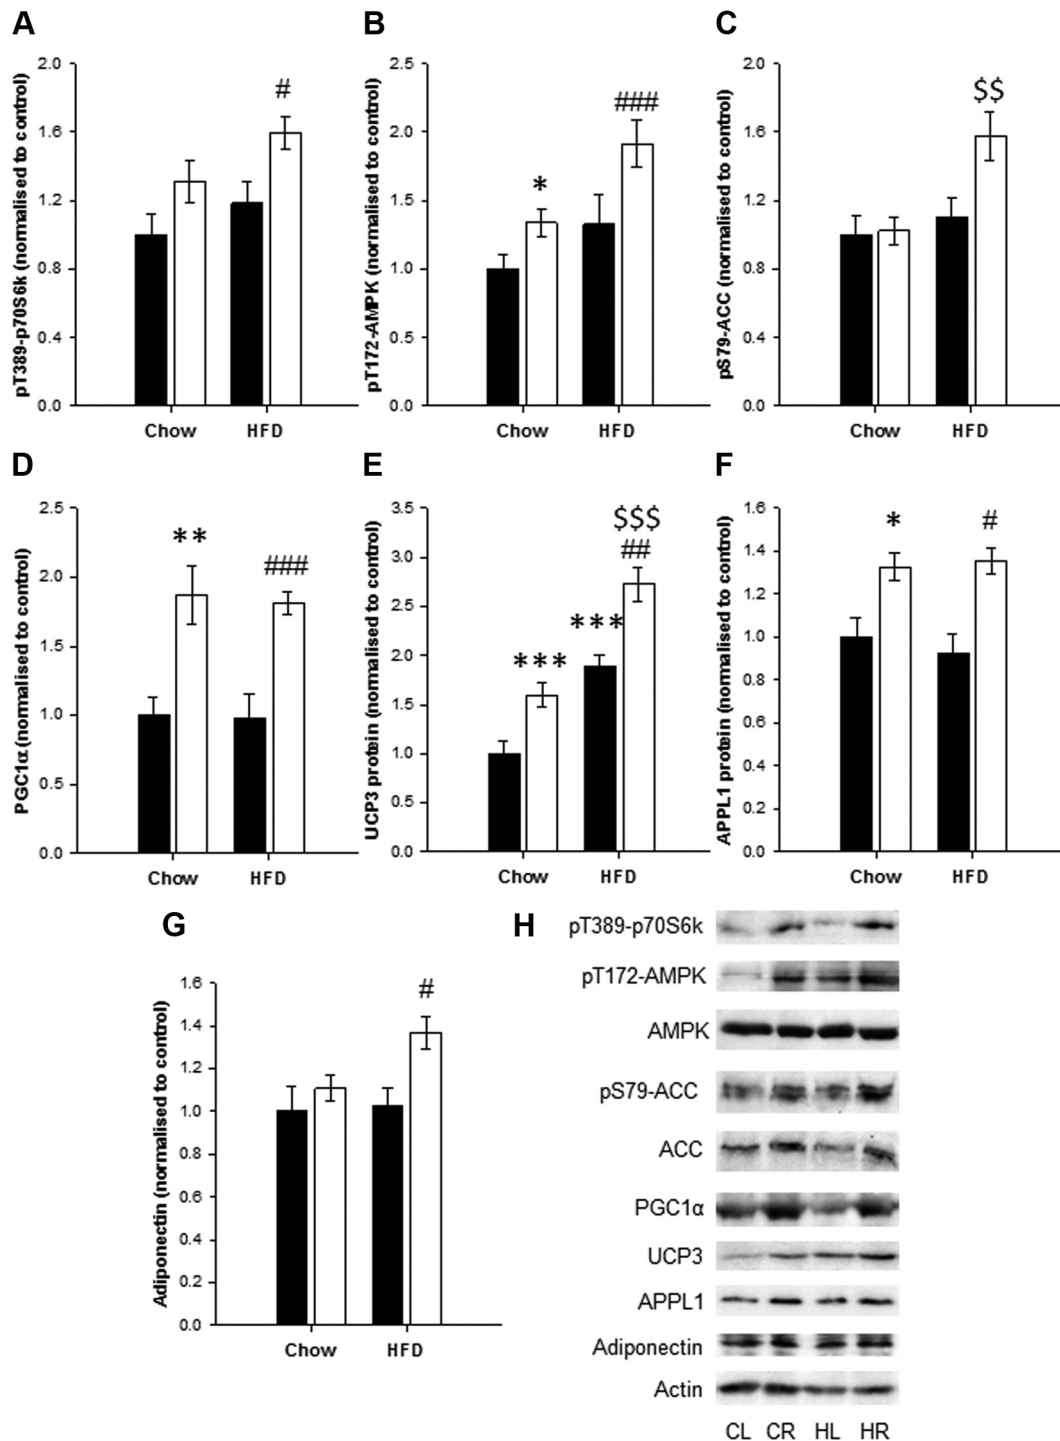 A
pT389-p70S6k (normalised to control)
2.0
1.6
1.2
0.8
0.4
0.0
#
Chow HFD
B
pT172-AMPK (normalised to control)
2.5
2.0
1.5
1.0
0.5
0.0
*
###
Chow HFD
C
pS79-ACC (normalised to control)
2.0
1.6
1.2
0.8
0.4
0.0
$$
Chow HFD
D
PGC1α (normalised to control)
2.5
2.0
1.5
1.0
0.5
0.0
**
###
Chow HFD
E
UCP3 protein (normalised to control)
3.5
3.0
2.5
2.0
1.5
1.0
0.5
0.0
***
***
$$$
##
Chow HFD
F
APPL1 protein (normalised to control)
1.6
1.4
1.2
1.0
0.8
0.6
0.4
0.2
0.0
*
#
Chow HFD
G
Adiponectin (normalised to control)
1.6
1.4
1.2
1.0
0.8
0.6
0.4
0.2
0.0
#
Chow HFD
H
pT389-p70S6k
pT172-AMPK
AMPK
pS79-ACC
ACC
PGC1α
UCP3
APPL1
Adiponectin
Actin
CL CR HL HR